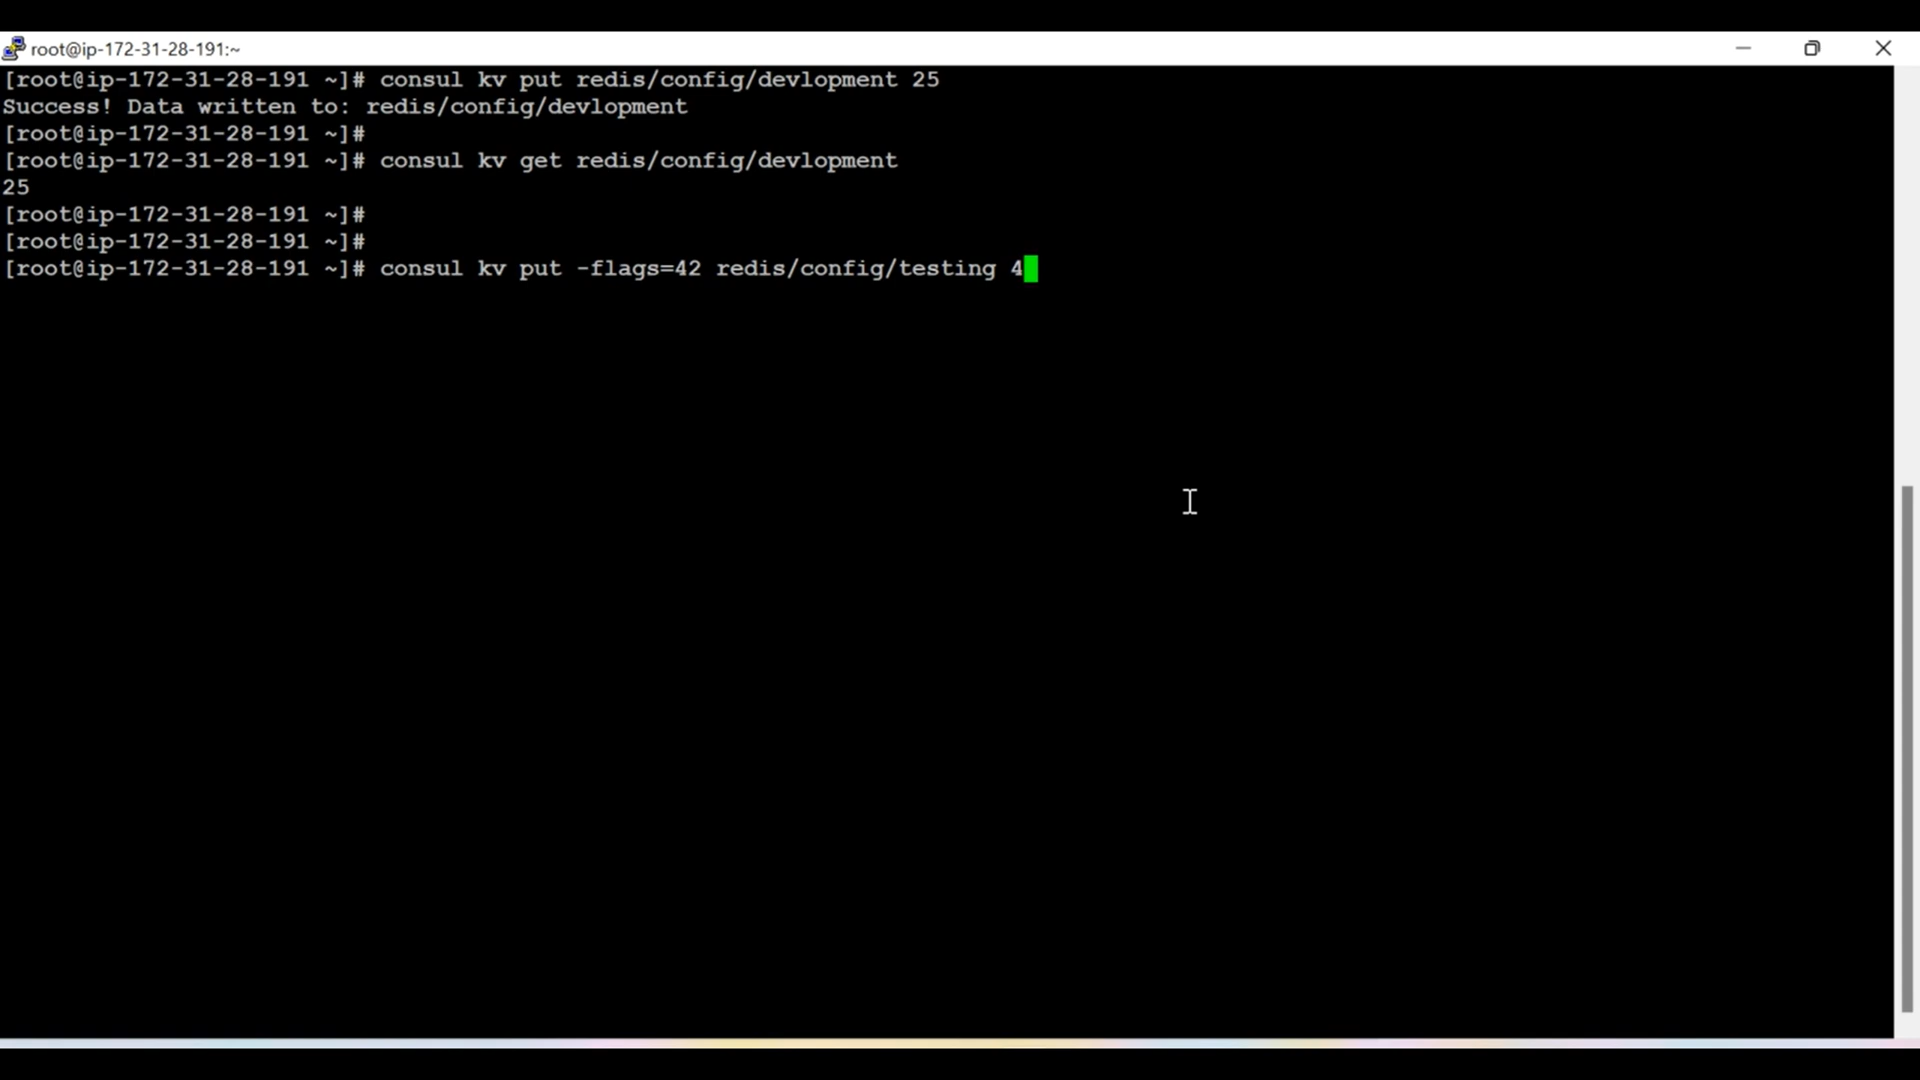 root@ip-172-31-28-191:~
[root@ip-172-31-28-191 ~]# consul kv put redis/config/devlopment 25
Success! Data written to: redis/config/devlopment
[root@ip-172-31-28-191 ~]#
[root@ip-172-31-28-191 ~]# consul kv get redis/config/devlopment
25
[root@ip-172-31-28-191 ~]#
[root@ip-172-31-28-191 ~]#
[root@ip-172-31-28-191 ~]# consul kv put -flags=42 redis/config/testing 4